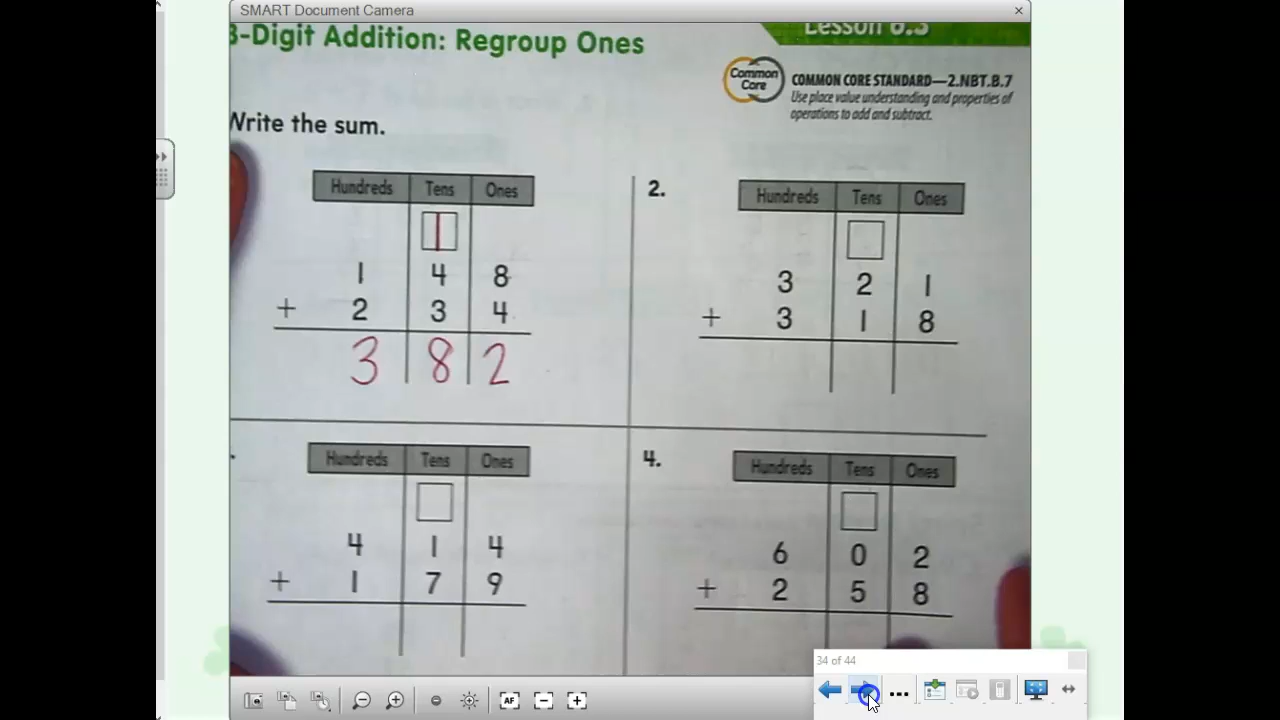 SMART Document Camera
3-Digit Addition: Regroup Ones
Lesson 6.3
Common Core
COMMON CORE STANDARD—2.NBT.B.7
Use place value understanding and properties of
operations to add and subtract.
Write the sum.
Hundreds Tens Ones
1
1 4 8
+ 2 3 4
3 8 2
2.
Hundreds Tens Ones
3 2 1
+ 3 1 8
Hundreds Tens Ones
4 1 4
+ 1 7 9
4.
Hundreds Tens Ones
6 0 2
+ 2 5 8
34 of 44
AF